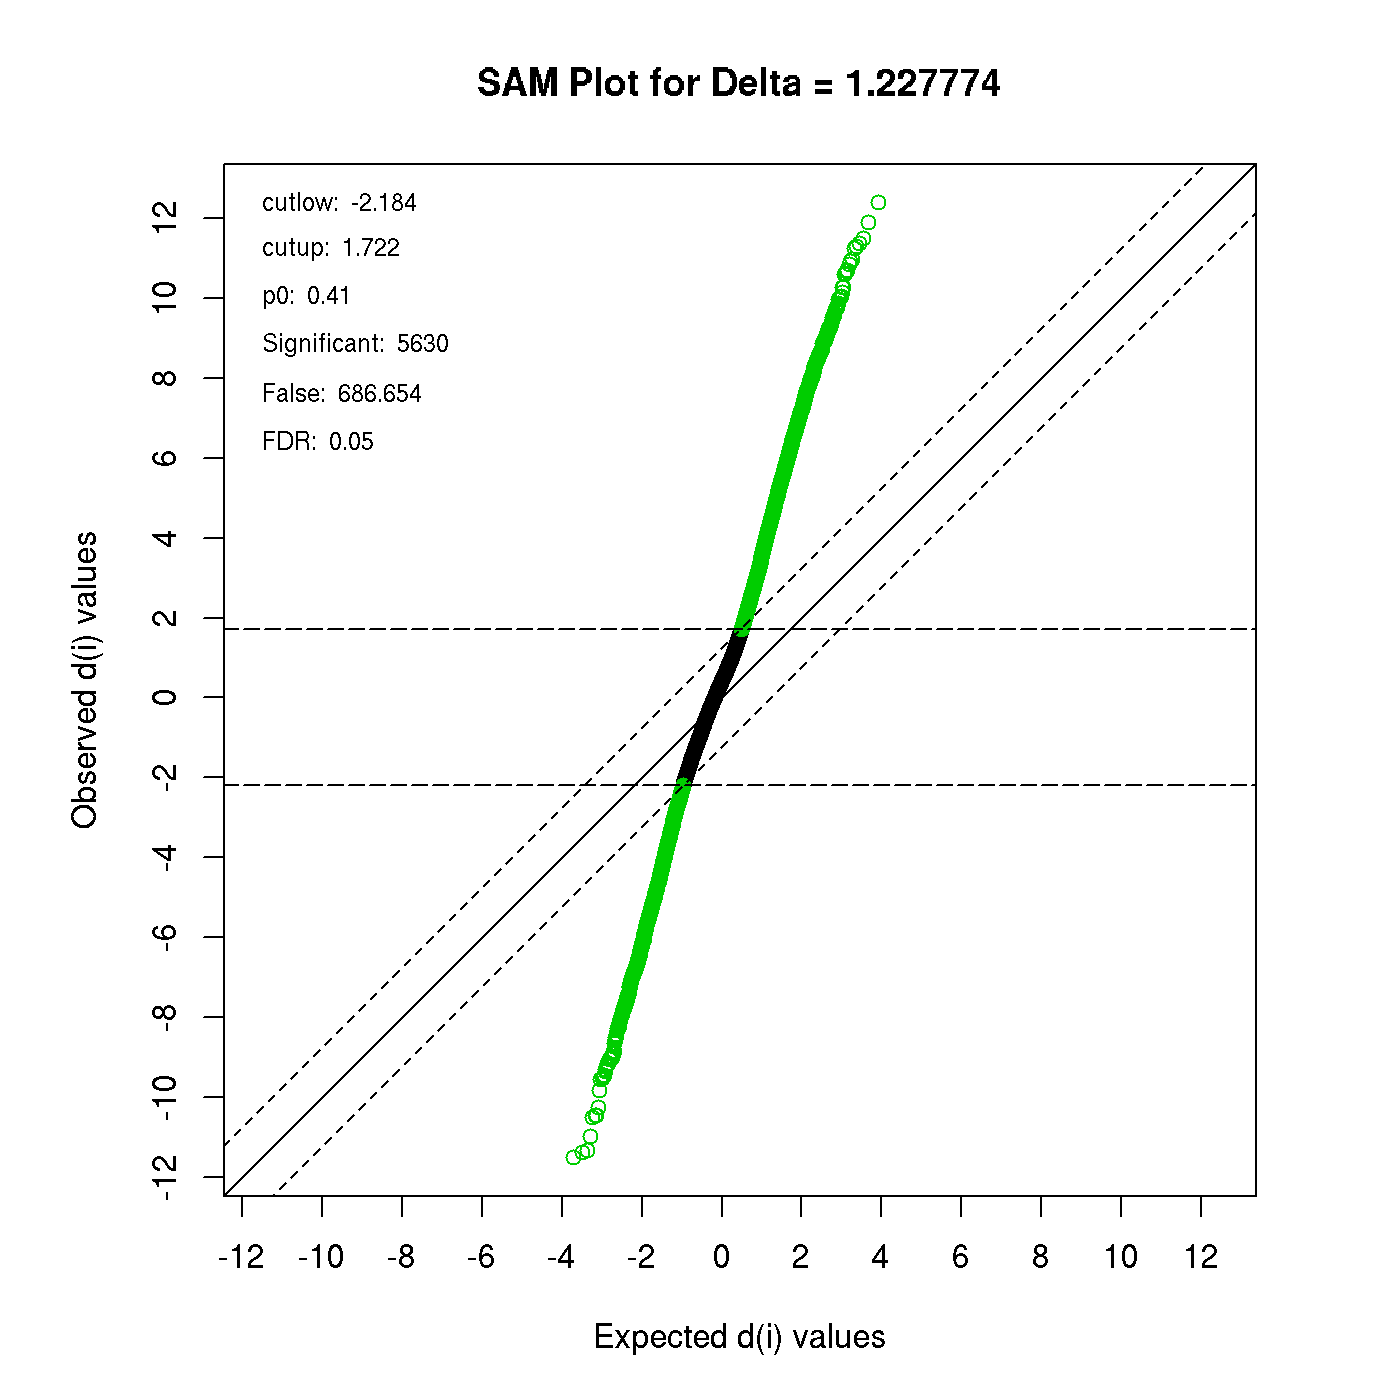 SAM Plot for Delta = 1.227774
cutlow: -2.184
cutup: 1.722
p0: 0.41
Significant: 5630
False: 686.654
FDR: 0.05
Observed d(i) values
12
10
8
6
4
2
0
-2
-4
-6
-8
-10
-12
-12 -10 -8 -6 -4 -2 0 2 4 6 8 10 12
Expected d(i) values